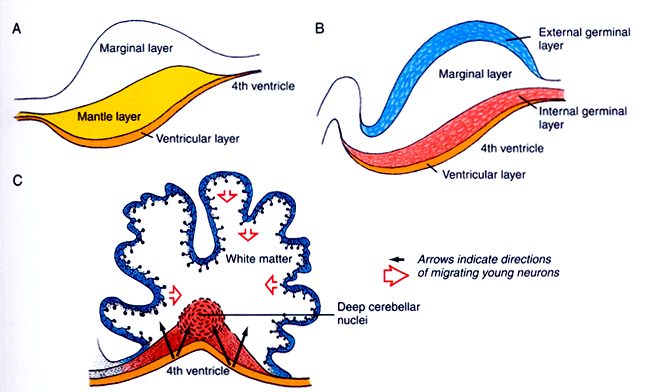 A
Marginal layer
4th ventricle
Mantle layer
Ventricular layer
B
External germinal
layer
Marginal layer
Internal germinal
layer
4th ventricle
Ventricular layer
C
White matter
Arrows indicate directions
of migrating young neurons
Deep cerebellar
nuclei
4th ventricle